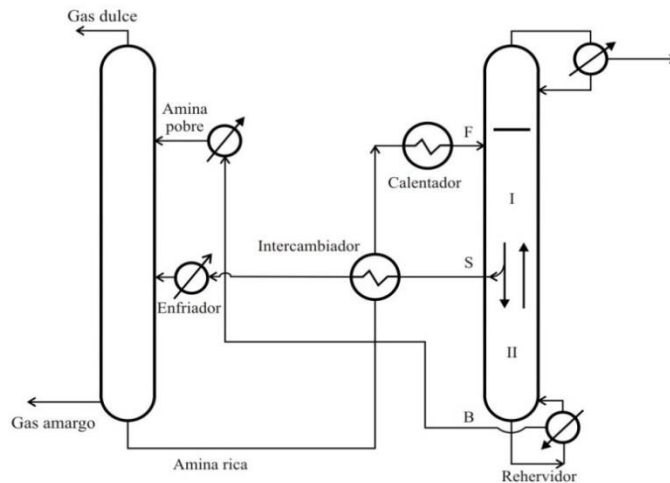 Gas dulce
Amina
pobre
F
Calentador
I
Intercambiador
S
Enfriador
II
Gas amargo
B
Amina rica
Rehervidor